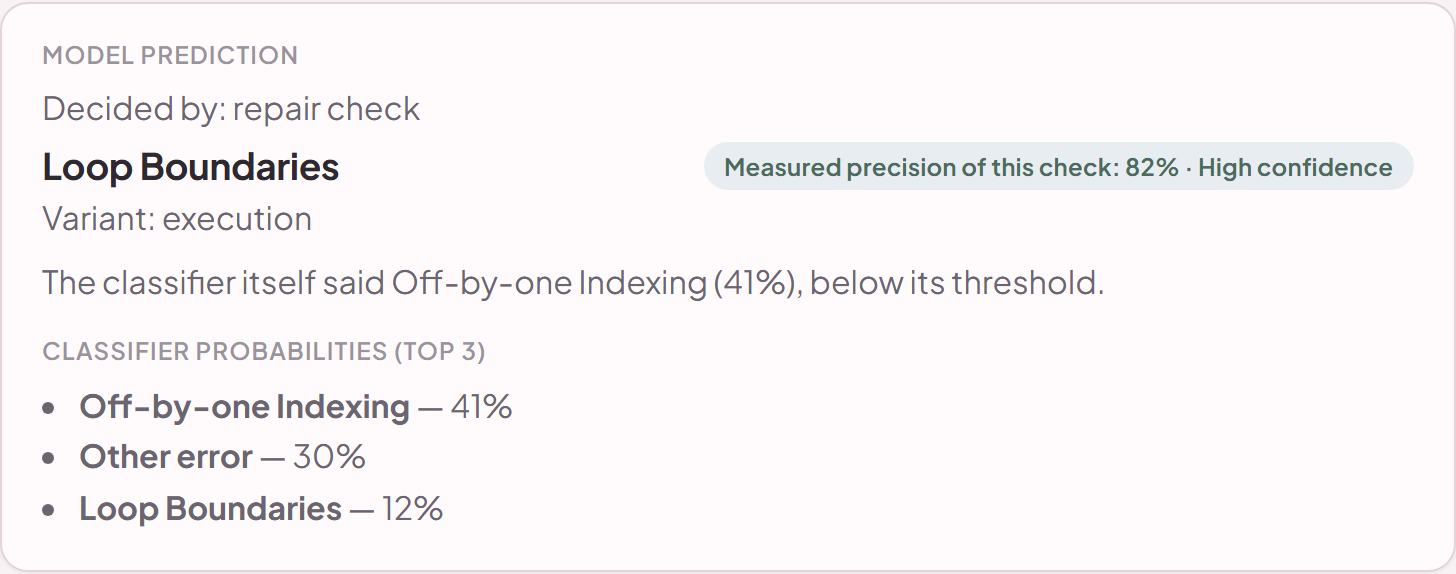 MODEL PREDICTION
Decided by: repair check
Loop Boundaries
Measured precision of this check: 82% · High confidence
Variant: execution
The classifier itself said Off-by-one Indexing (41%), below its threshold.
CLASSIFIER PROBABILITIES (TOP 3)
• Off-by-one Indexing — 41%
• Other error — 30%
• Loop Boundaries — 12%